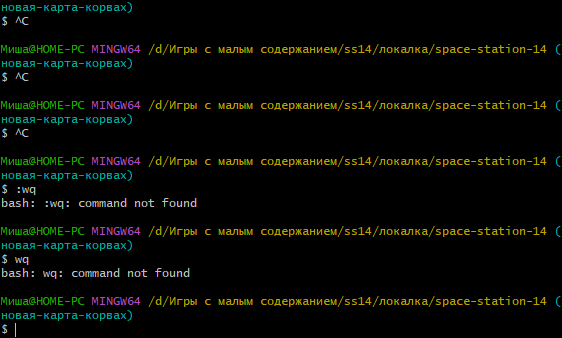 новая-карта-корвах)
$ ^C
Миша@HOME-PC MINGW64 /d/Игры с малым содержанием/ss14/локалка/space-station-14 (
новая-карта-корвах)
$ ^C
Миша@HOME-PC MINGW64 /d/Игры с малым содержанием/ss14/локалка/space-station-14 (
новая-карта-корвах)
$ ^C
Миша@HOME-PC MINGW64 /d/Игры с малым содержанием/ss14/локалка/space-station-14 (
новая-карта-корвах)
$ :wq
bash: :wq: command not found
Миша@HOME-PC MINGW64 /d/Игры с малым содержанием/ss14/локалка/space-station-14 (
новая-карта-корвах)
$ wq
bash: wq: command not found
Миша@HOME-PC MINGW64 /d/Игры с малым содержанием/ss14/локалка/space-station-14 (
новая-карта-корвах)
$